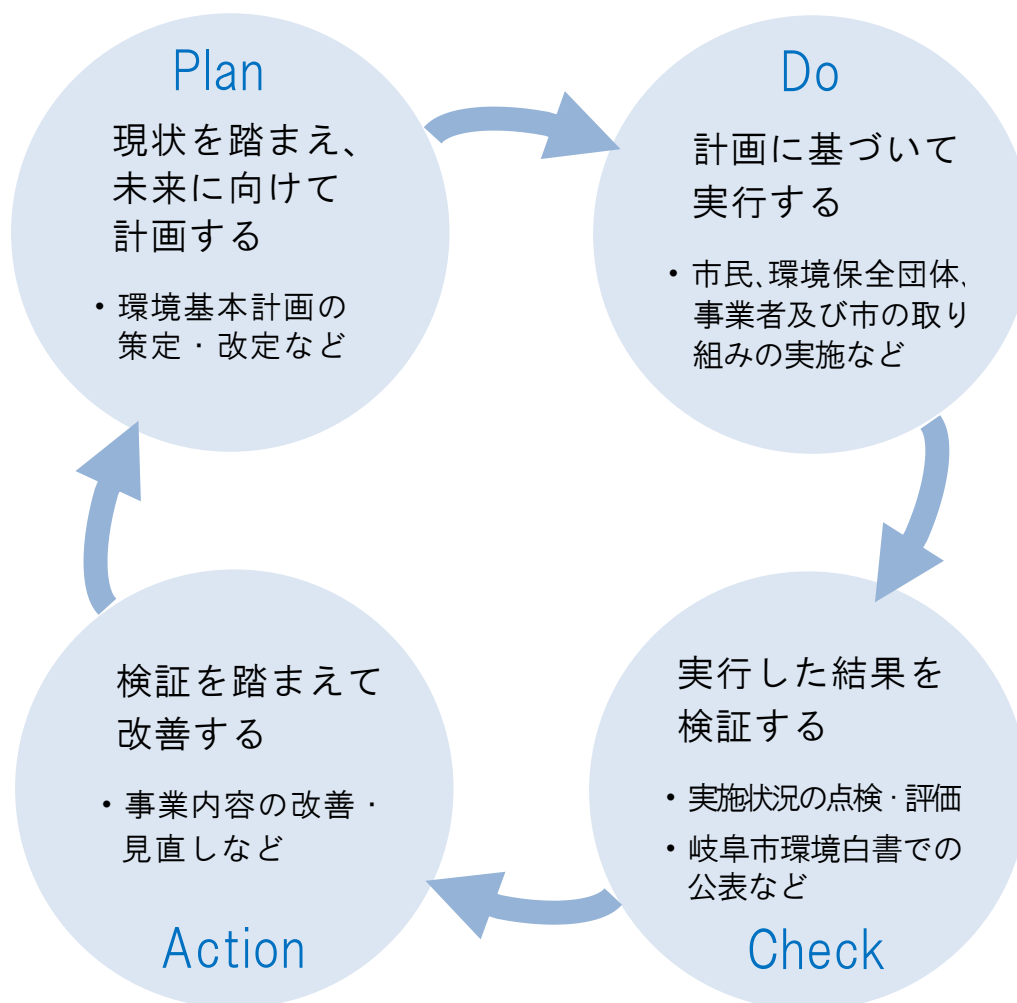 Plan
現状を踏まえ、
未来に向けて
計画する
・環境基本計画の
策定・改定など
Do
計画に基づいて
実行する
・市民、環境保全団体、
事業者及び市の取り
組みの実施など
実行した結果を
検証する
・実施状況の点検・評価
・岐阜市環境白書での
公表など
Check
検証を踏まえて
改善する
・事業内容の改善・
見直しなど
Action